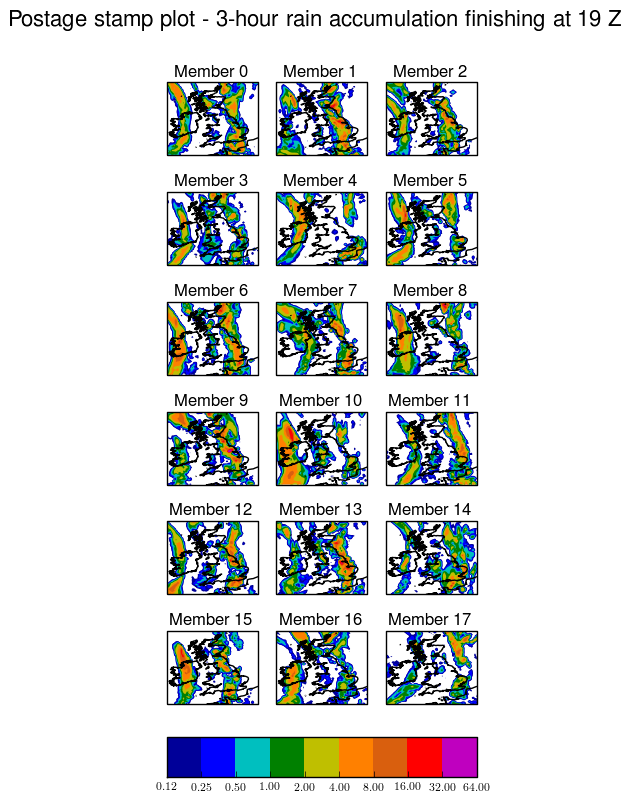 Postage stamp plot - 3-hour rain accumulation finishing at 19 Z
Member 0 Member 1 Member 2
Member 3 Member 4 Member 5
Member 6 Member 7 Member 8
Member 9 Member 10 Member 11
Member 12 Member 13 Member 14
Member 15 Member 16 Member 17
0.12 0.25 0.50 1.00 2.00 4.00 8.00 16.00 32.00 64.00